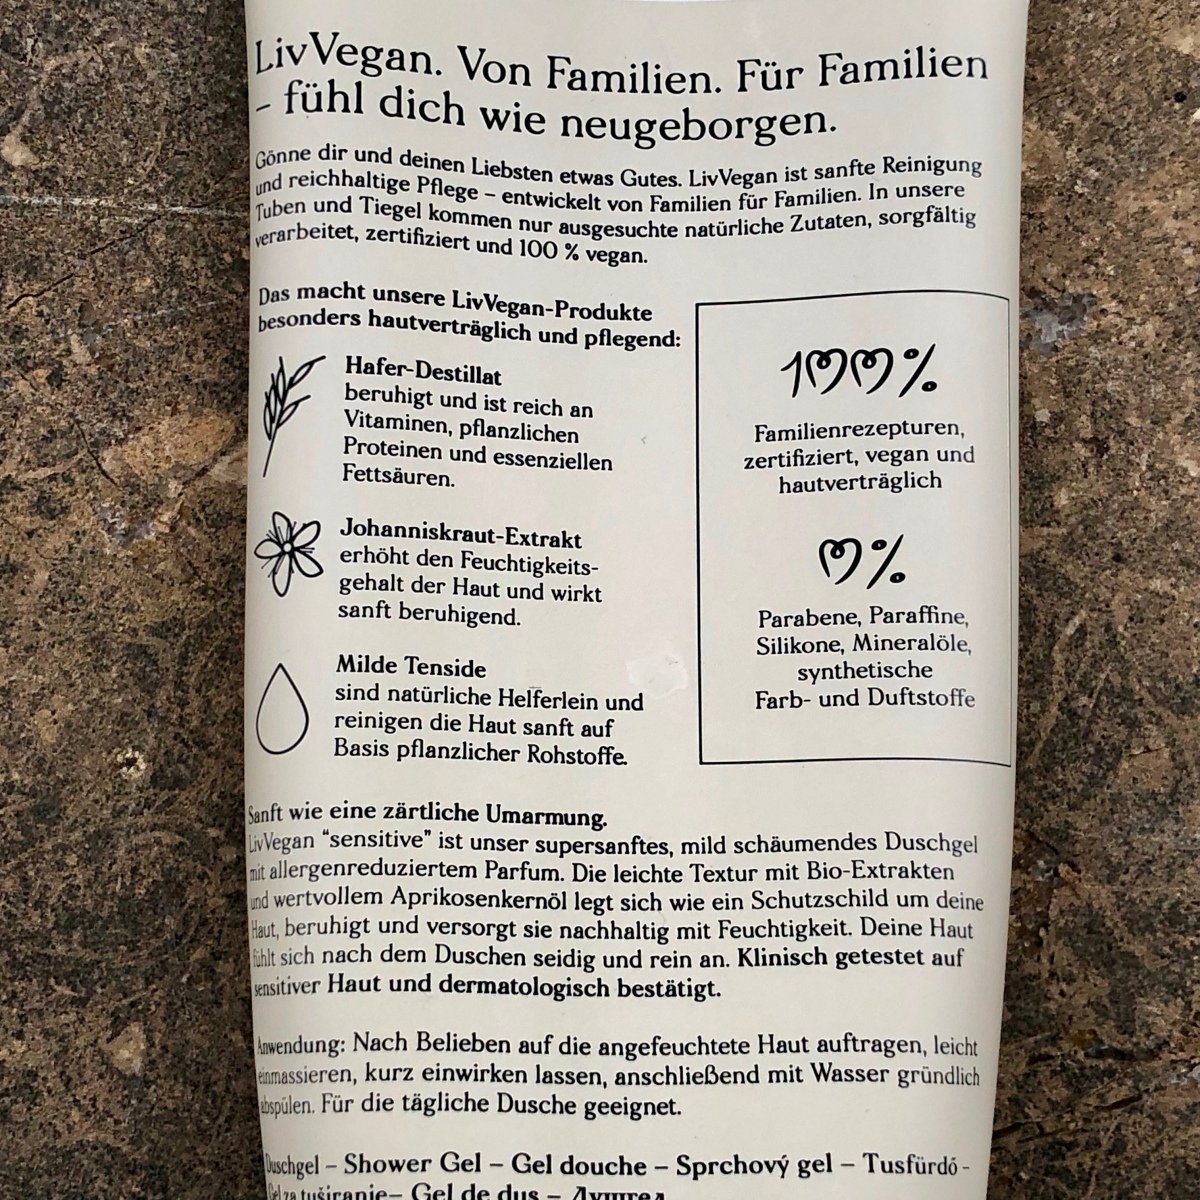 LivVegan. Von Familien. Für Familien
– fühl dich wie neugeborgen.
Gönne dir und deinen Liebsten etwas Gutes. LivVegan ist sanfte Reinigung
und reichhaltige Pflege – entwickelt von Familien für Familien. In unsere
Tuben und Tiegel kommen nur ausgesuchte natürliche Zutaten, sorgfältig
verarbeitet, zertifiziert und 100 % vegan.
Das macht unsere LivVegan-Produkte
besonders hautverträglich und pflegend:
Hafer-Destillat
beruhigt und ist reich an
Vitaminen, pflanzlichen
Proteinen und essenziellen
Fettsäuren.
Johanniskraut-Extrakt
erhöht den Feuchtigkeits-
gehalt der Haut und wirkt
sanft beruhigend.
Milde Tenside
sind natürliche Helferlein und
reinigen die Haut sanft auf
Basis pflanzlicher Rohstoffe.
100%
Familienrezepturen,
zertifiziert, vegan und
hautverträglich
0%
Parabene, Paraffine,
Silikone, Mineralöle,
synthetische
Farb- und Duftstoffe
Sanft wie eine zärtliche Umarmung.
LivVegan “sensitive” ist unser supersanftes, mild schäumendes Duschgel
mit allergenreduziertem Parfum. Die leichte Textur mit Bio-Extrakten
und wertvollem Aprikosenkernöl legt sich wie ein Schutzschild um deine
Haut, beruhigt und versorgt sie nachhaltig mit Feuchtigkeit. Deine Haut
fühlt sich nach dem Duschen seidig und rein an. Klinisch getestet auf
sensitiver Haut und dermatologisch bestätigt.
Anwendung: Nach Belieben auf die angefeuchtete Haut auftragen, leicht
einmassieren, kurz einwirken lassen, anschließend mit Wasser gründlich
abspülen. Für die tägliche Dusche geeignet.
Duschgel – Shower Gel – Gel douche – Sprchový gel – Tusfürdő -
Gel za tuširanje– Gel de duș –